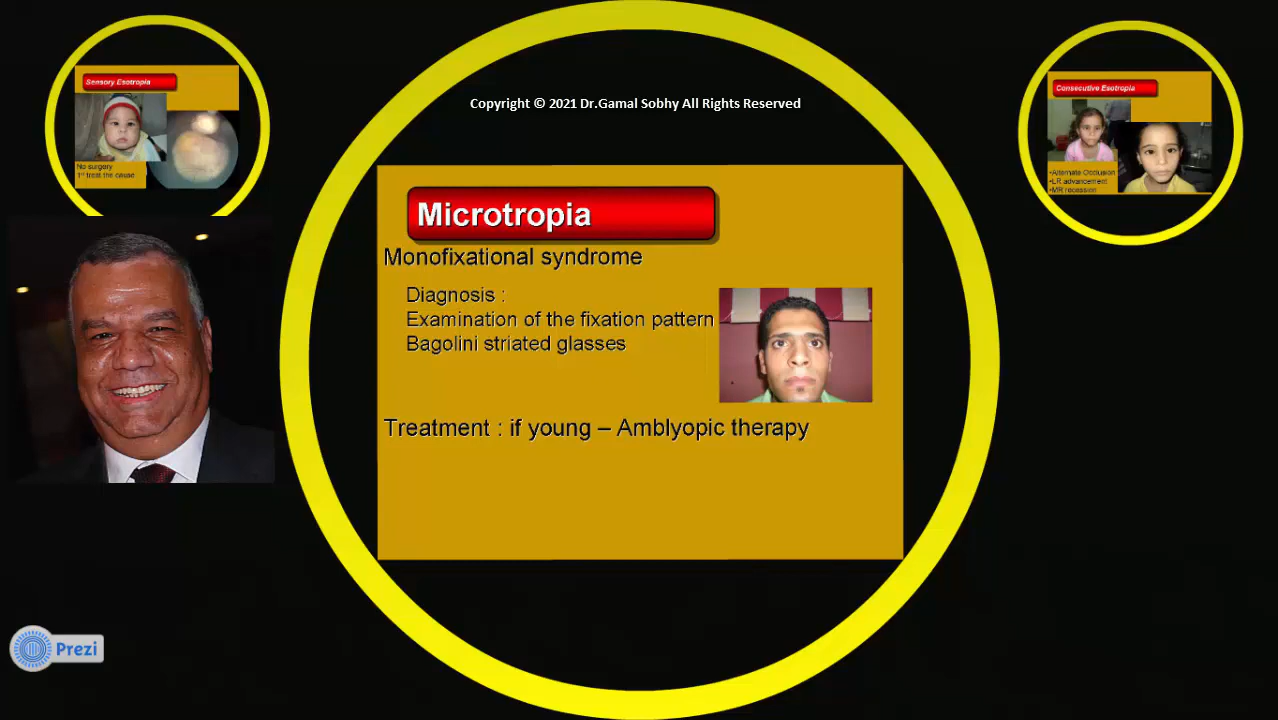 Sensory Esotropia
No surgery
1st treat the cause
Copyright © 2021 Dr.Gamal Sobhy All Rights Reserved
Consecutive Esotropia
•Alternate Occlusion
•LR advancement
•MR recession
Microtropia
Monofixational syndrome
Diagnosis :
Examination of the fixation pattern
Bagolini striated glasses
Treatment : if young – Amblyopic therapy
Prezi